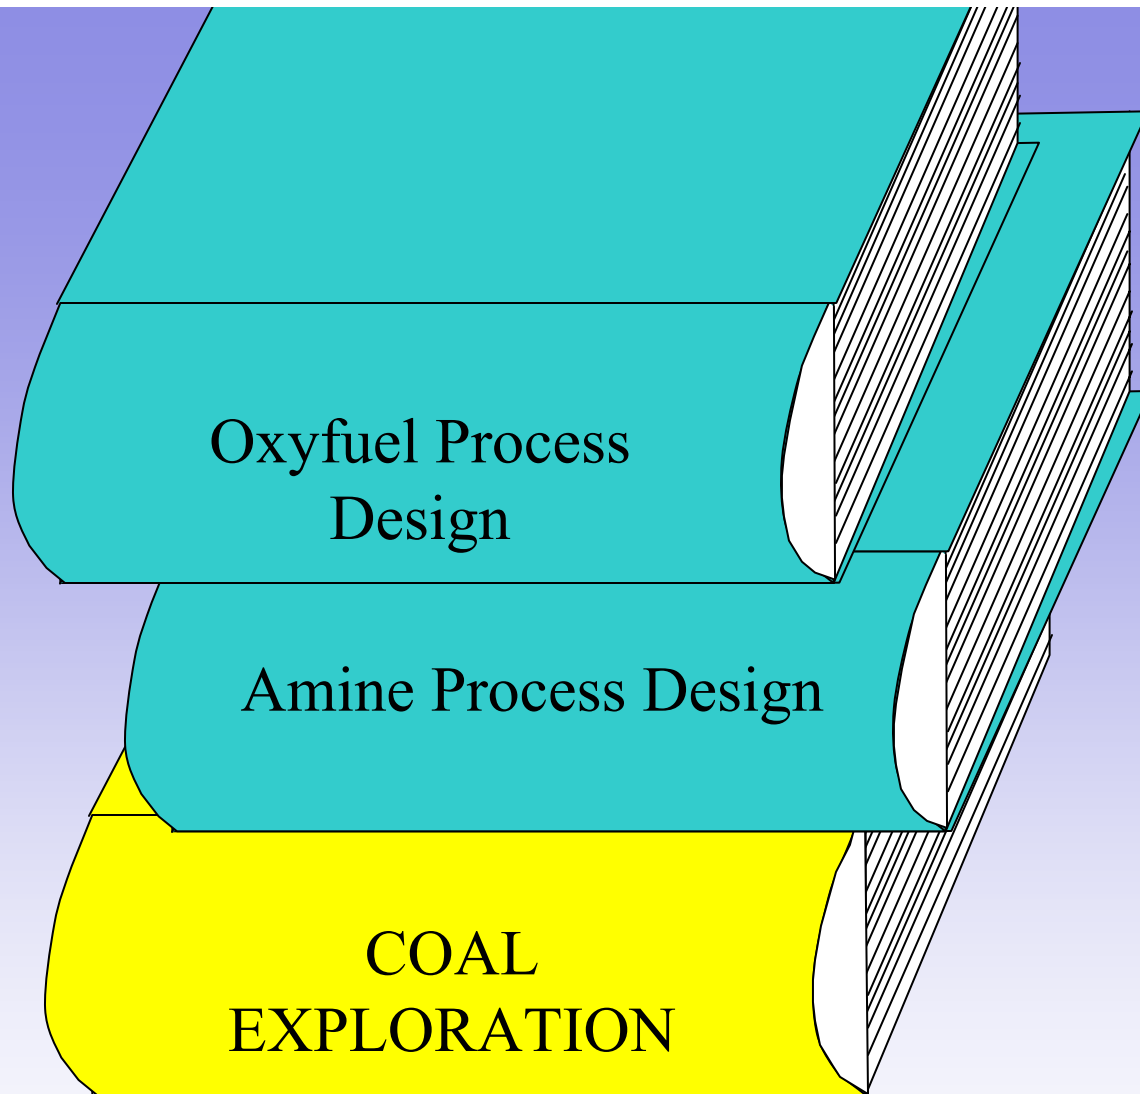 Oxyfuel Process
Design
Amine Process Design
COAL
EXPLORATION